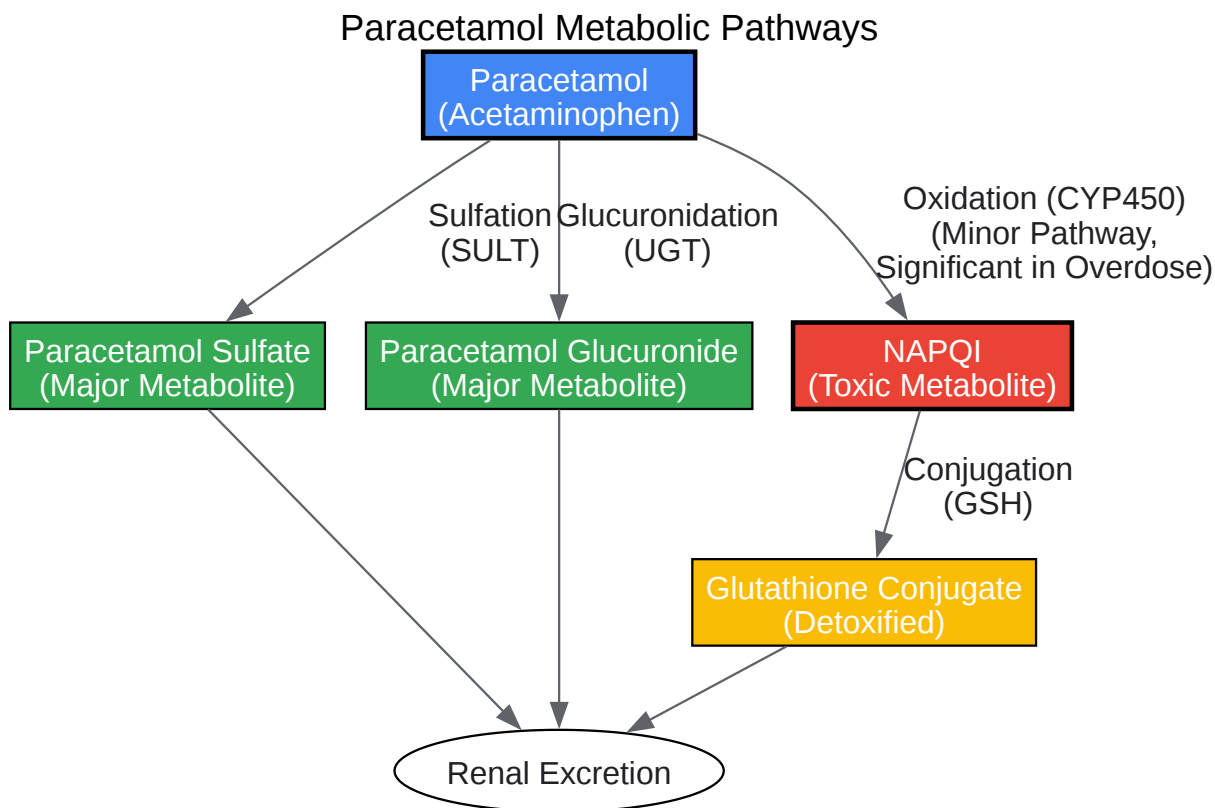 Paracetamol Metabolic Pathways
Paracetamol
(Acetaminophen)
Sulfation
(SULT)
Glucuronidation
(UGT)
Oxidation (CYP450)
(Minor Pathway,
Significant in Overdose)
Paracetamol Sulfate
(Major Metabolite)
Paracetamol Glucuronide
(Major Metabolite)
NAPQI
(Toxic Metabolite)
Conjugation
(GSH)
Glutathione Conjugate
(Detoxified)
Renal Excretion